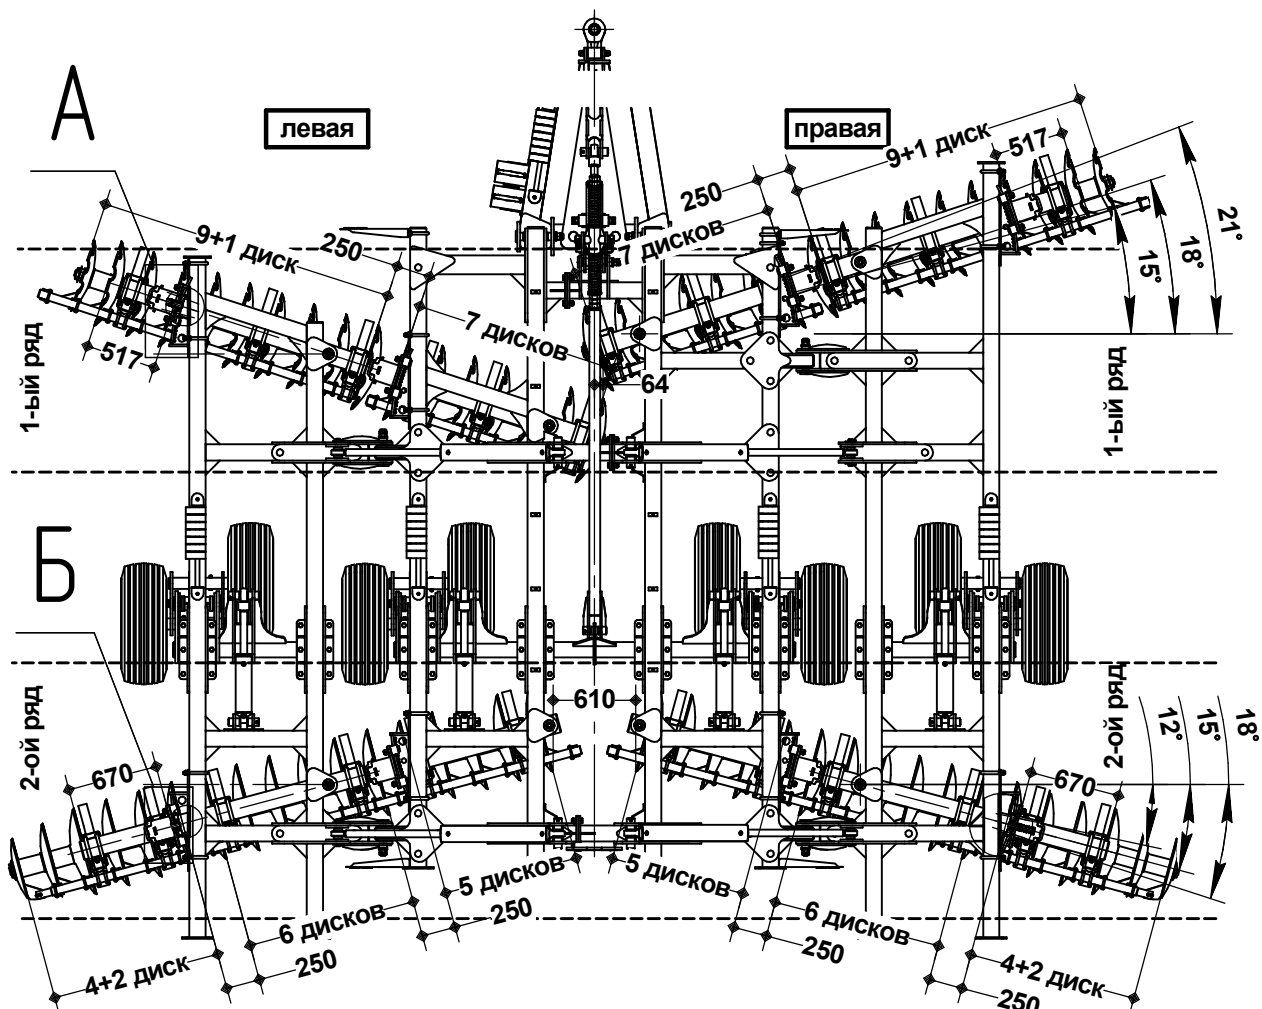 А
левая
правая
9+1 диск
517
250
7 дисков
21°
18°
15°
9+1 диск
250
7 дисков
517
64
1-ый ряд
1-ый ряд
Б
610
2-ой ряд
2-ой ряд
12°
15°
18°
670
670
5 дисков
5 дисков
250
250
6 дисков
6 дисков
4+2 диск
250
4+2 диск
250